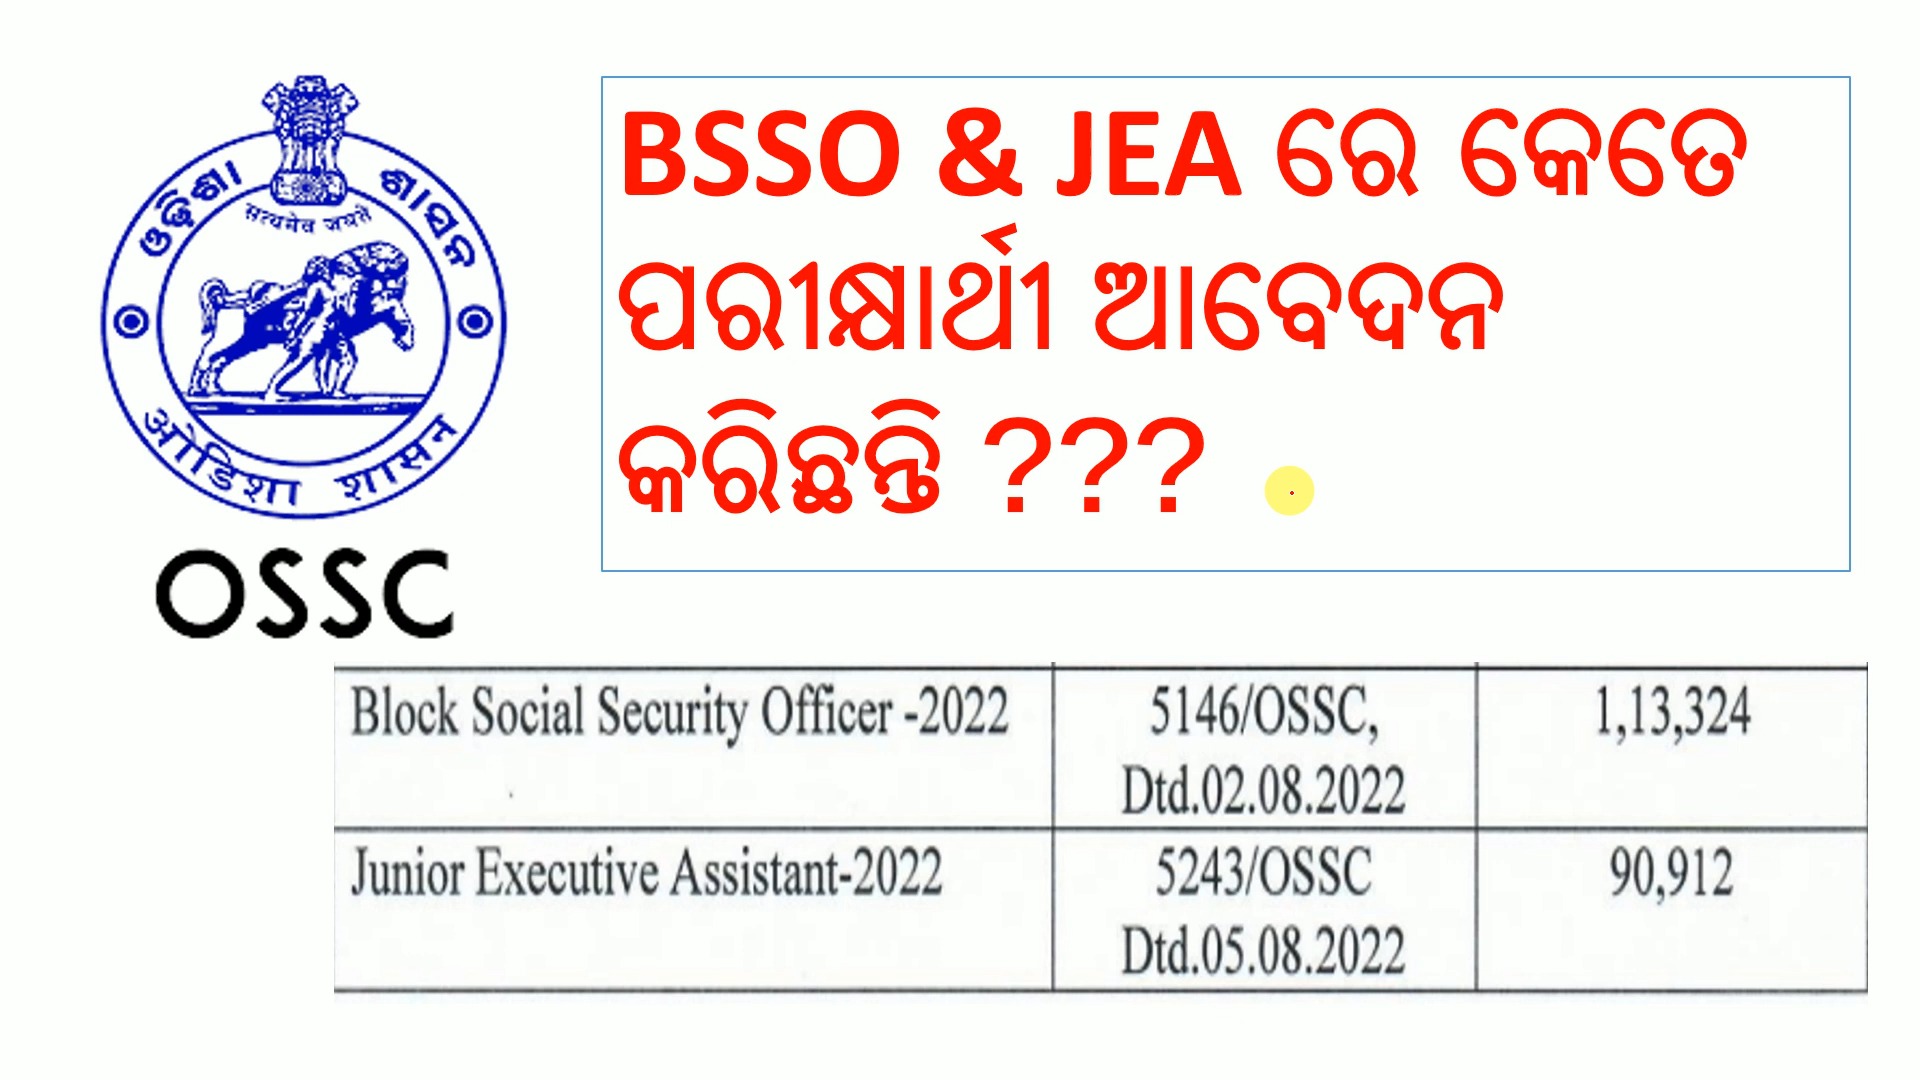 ଓଡ଼ିଶା ଶାସନ
सत्यमेव जयते
ओडिशा शासन
OSSC
BSSO & JEA ରେ କେତେ
ପରୀକ୍ଷାର୍ଥୀ ଆବେଦନ
କରିଛନ୍ତି ???
Block Social Security Officer -2022 5146/OSSC, 1,13,324
Dtd.02.08.2022
Junior Executive Assistant-2022 5243/OSSC 90,912
Dtd.05.08.2022